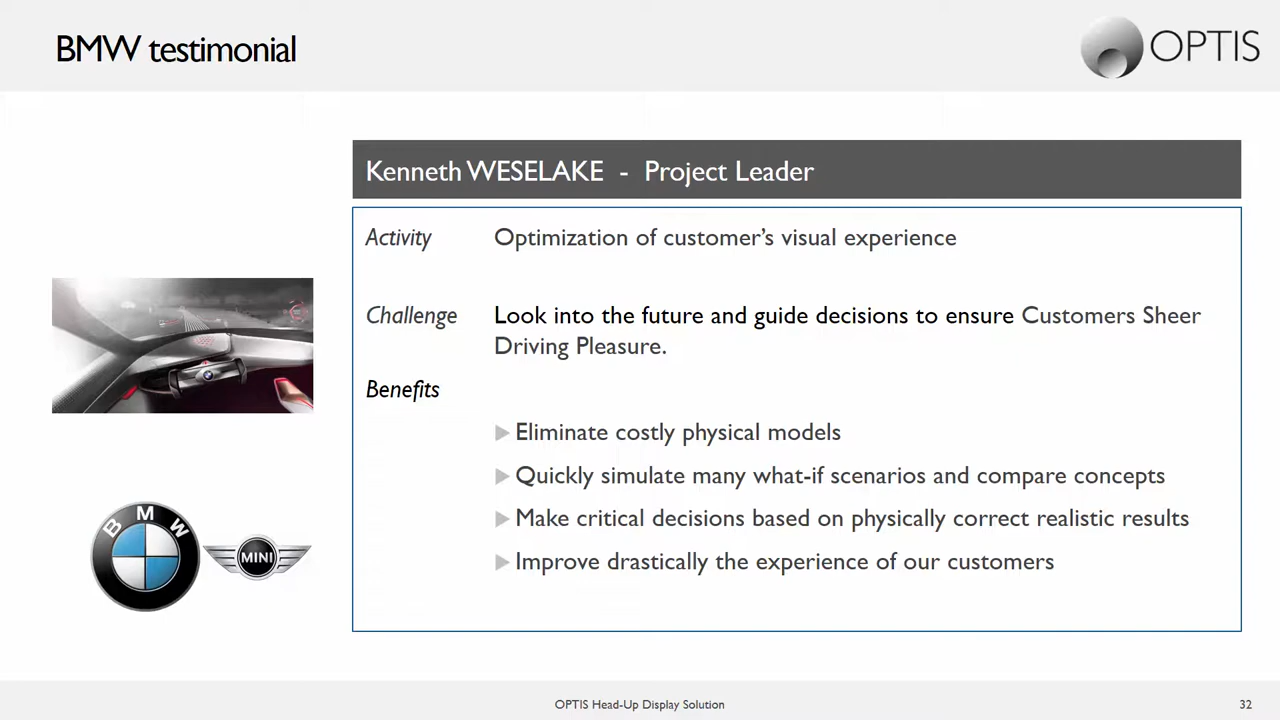 BMW testimonial
OPTIS
Kenneth WESELAKE - Project Leader
Activity Optimization of customer’s visual experience
Challenge Look into the future and guide decisions to ensure Customers Sheer
Driving Pleasure.
Benefits
Eliminate costly physical models
Quickly simulate many what-if scenarios and compare concepts
Make critical decisions based on physically correct realistic results
Improve drastically the experience of our customers
BMW
MINI
OPTIS Head-Up Display Solution
32